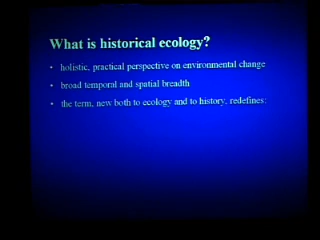 What is historical ecology?
• holistic, practical perspective on environmental change
• broad temporal and spatial breadth
• the term, new both to ecology and to history, redefines: